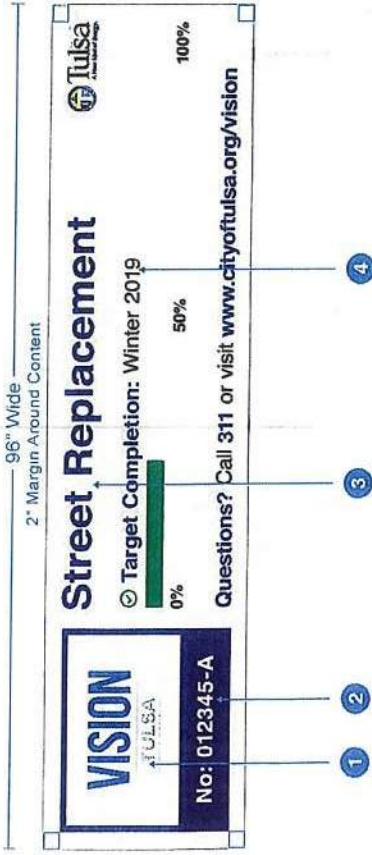 96" Wide
2" Margin Around Content
VISION
TULSA
No: 012345-A
Street Replacement
Tulsa
Target Completion: Winter 2019
0%
50%
100%
Questions? Call 311 or visit www.cityoftulsa.org/vision
1
2
3
4